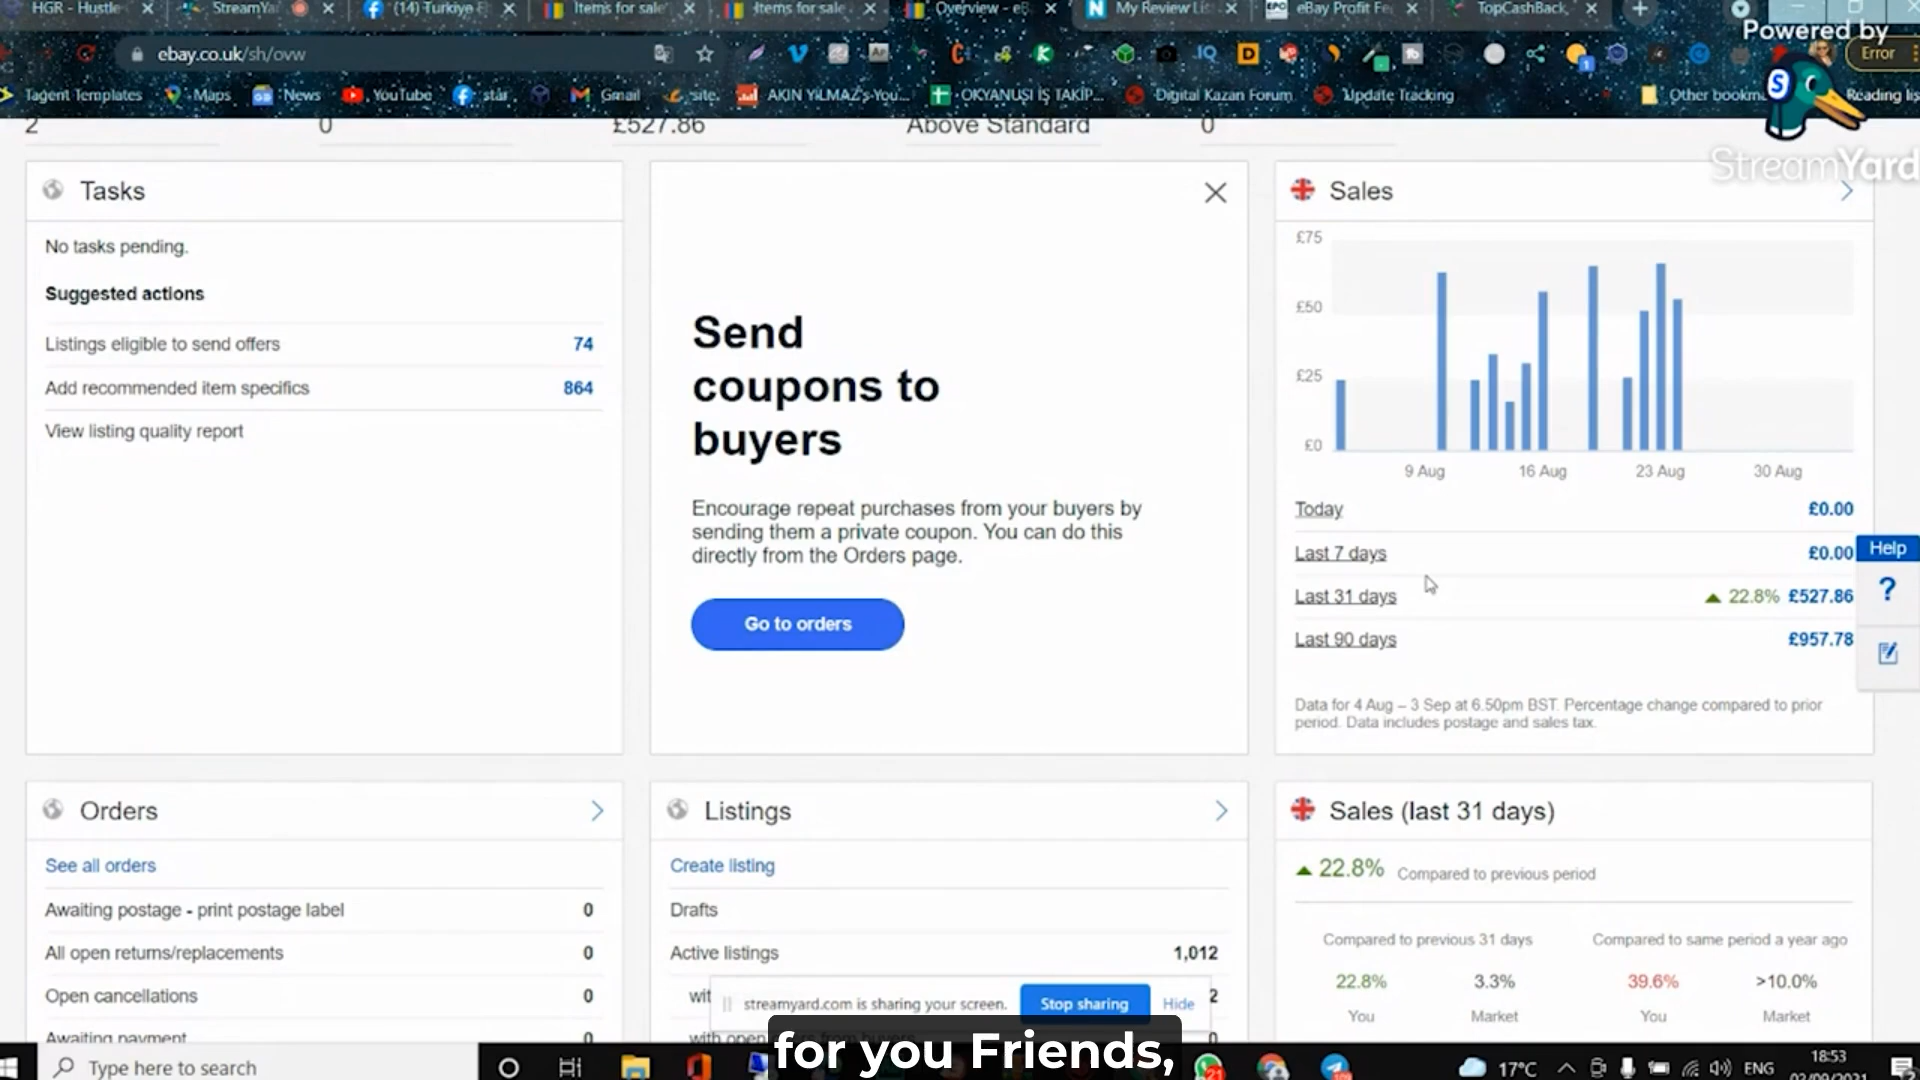 HGR - Hustle
StreamYa
(14) Turkiye E
Items for sale
Items for sale
Overview - eB
My Review Lis
eBay Profit Fe
TopCashBack
Powered by
ebay.co.uk/sh/ovw
Error
Tagent Templates
Maps
News
YouTube
star
Gmail
site.
AKIN YILMAZ's-You...
OKYANUSI İŞ TAKİP...
Digital Kazan Forum
Update Tracking
Other bookm
Reading lis
StreamYard
2
0
£527.86
Above Standard
0
Tasks
No tasks pending.
Suggested actions
Listings eligible to send offers 74
Add recommended item specifics 864
View listing quality report
Send
coupons to
buyers
Encourage repeat purchases from your buyers by
sending them a private coupon. You can do this
directly from the Orders page.
Go to orders
Sales
£75
£50
£25
£0
9 Aug 16 Aug 23 Aug 30 Aug
Today £0.00
Last 7 days £0.00
Last 31 days 22.8% £527.86
Last 90 days £957.78
Data for 4 Aug – 3 Sep at 6.50pm BST. Percentage change compared to prior
period. Data includes postage and sales tax.
Help
?
Orders
See all orders
Awaiting postage - print postage label 0
All open returns/replacements 0
Open cancellations 0
Awaiting payment
Listings
Create listing
Drafts
Active listings 1,012
wit
2
with open
0
Sales (last 31 days)
22.8% Compared to previous period
Compared to previous 31 days Compared to same period a year ago
22.8% 3.3% 39.6% >10.0%
You Market You Market
streamyard.com is sharing your screen. Stop sharing Hide
for you Friends,
Type here to search
21
17°C
ENG
18:53